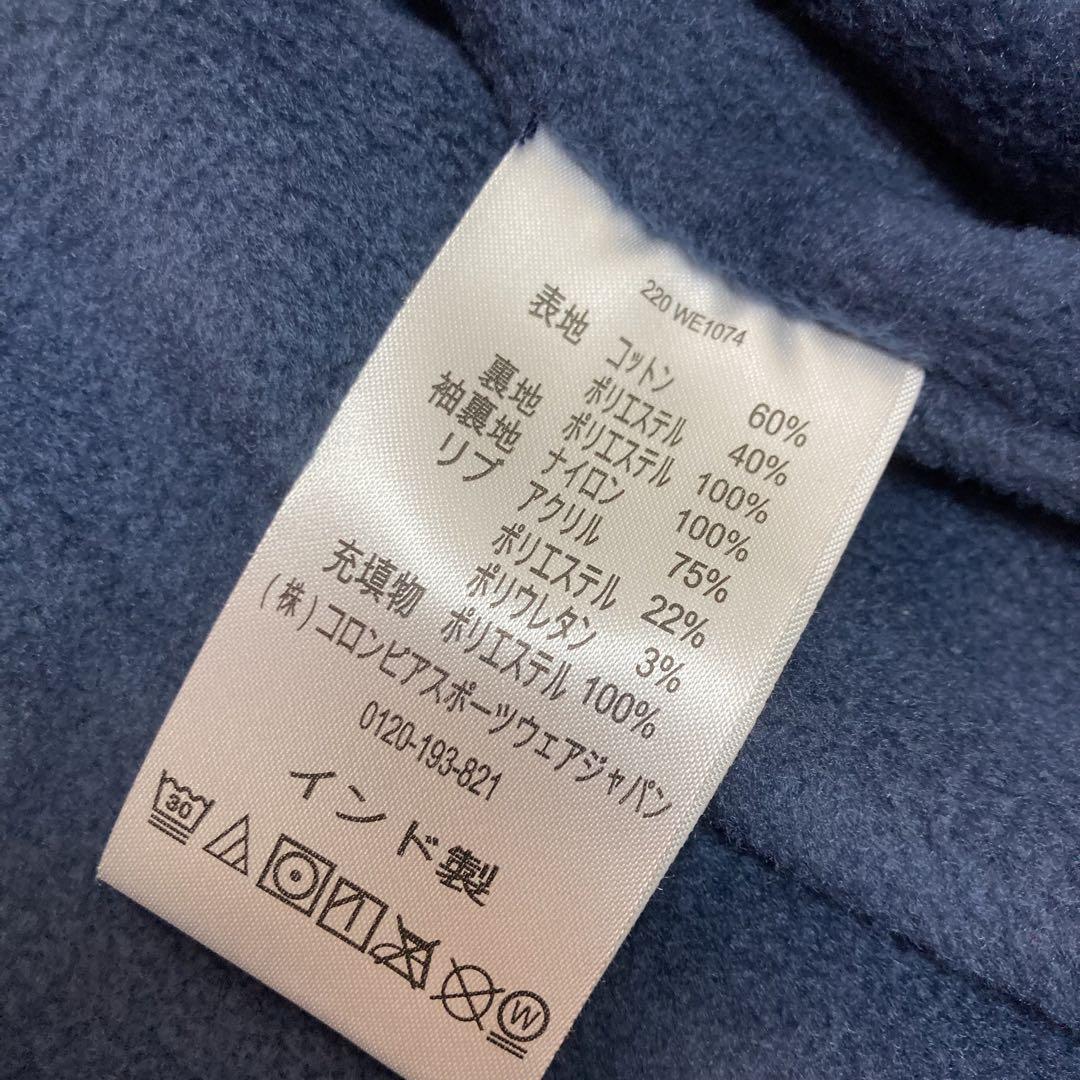 220 WE1074
表地 コットン 60%
ポリエステル 40%
裏地 ポリエステル 100%
袖裏地 ナイロン 100%
リブ アクリル 75%
ポリエステル 22%
ポリウレタン 3%
充填物 ポリエステル 100%
(株)コロンビアスポーツウェアジャパン
0120-193-821
インド製
30
W